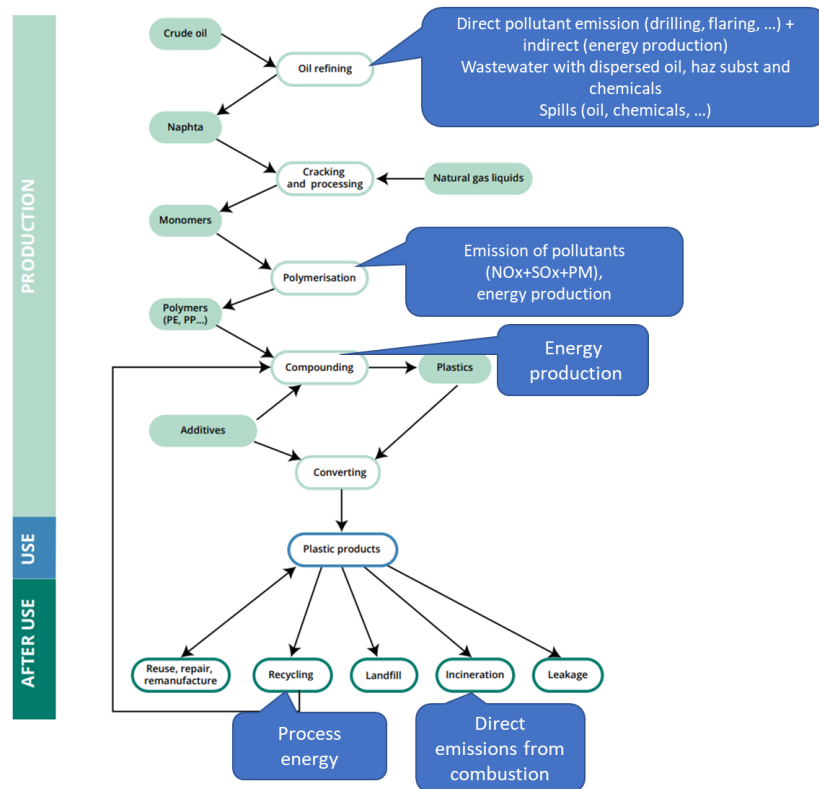 Crude oil
Direct pollutant emission (drilling, flaring, …) +
indirect (energy production)
Wastewater with dispersed oil, haz subst and
chemicals
Spills (oil, chemicals, …)
Oil refining
Naphta
Cracking
and processing
Natural gas liquids
Monomers
Emission of pollutants
(NOx+SOx+PM),
energy production
Polymerisation
Polymers
(PE, PP...)
Energy
production
Compounding
Plastics
Additives
Converting
PRODUCTION
USE
Plastic products
AFTER USE
Reuse, repair,
remanufacture
Recycling
Landfill
Incineration
Leakage
Process
energy
Direct
emissions from
combustion